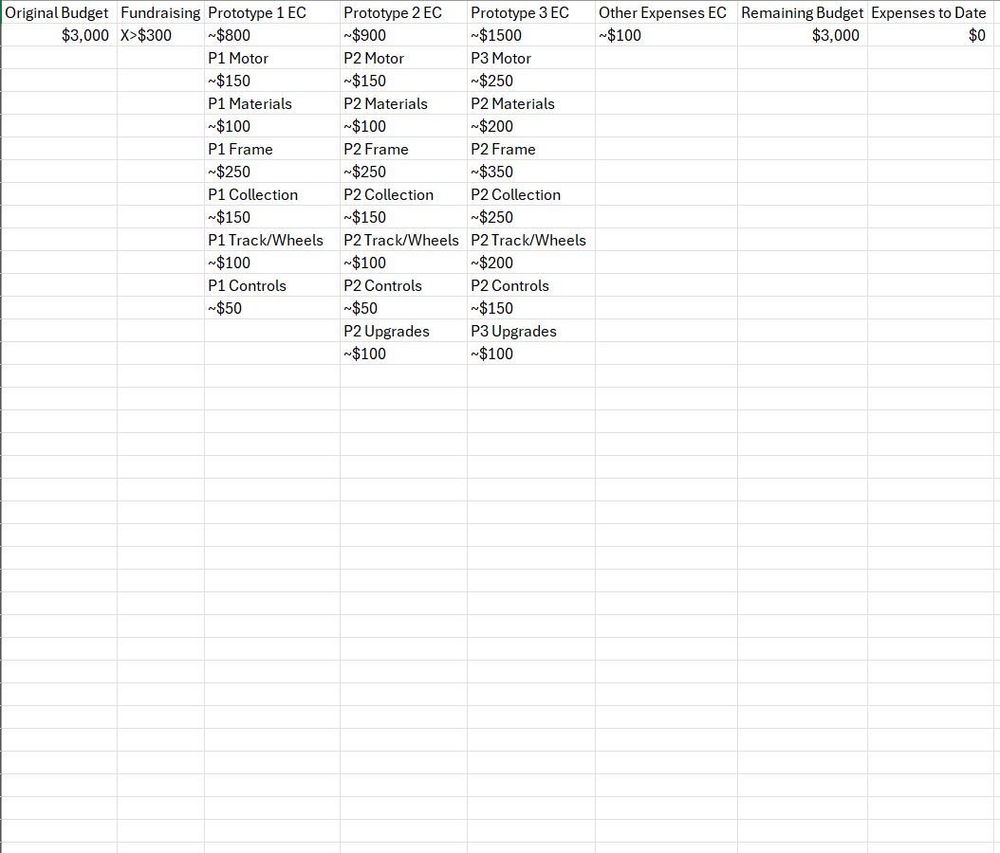 Original Budget Fundraising Prototype 1 EC Prototype 2 EC Prototype 3 EC Other Expenses EC Remaining Budget Expenses to Date
$3,000 X>$300 ~$800 ~$900 ~$1500 ~$100 $3,000 $0
P1 Motor P2 Motor P3 Motor
~$150 ~$150 ~$250
P1 Materials P2 Materials P2 Materials
~$100 ~$100 ~$200
P1 Frame P2 Frame P2 Frame
~$250 ~$250 ~$350
P1 Collection P2 Collection P2 Collection
~$150 ~$150 ~$250
P1 Track/Wheels P2 Track/Wheels P2 Track/Wheels
~$100 ~$100 ~$200
P1 Controls P2 Controls P2 Controls
~$50 ~$50 ~$150
P2 Upgrades P3 Upgrades
~$100 ~$100